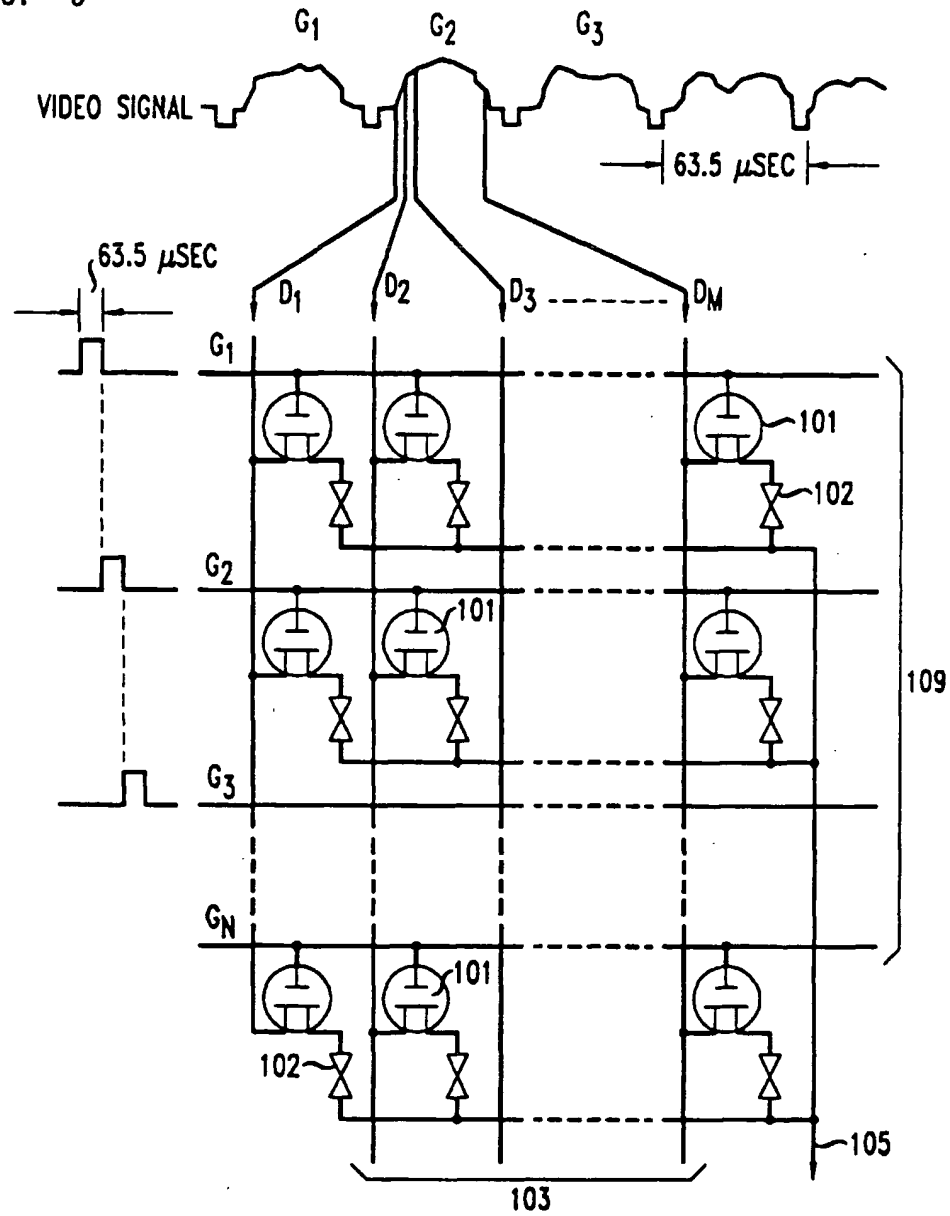 G1 G2 G3
VIDEO SIGNAL
63.5 μSEC
63.5 μSEC
D1 D2 D3 DM
G1
101
102
G2
101
109
G3
GN
101
102
105
103